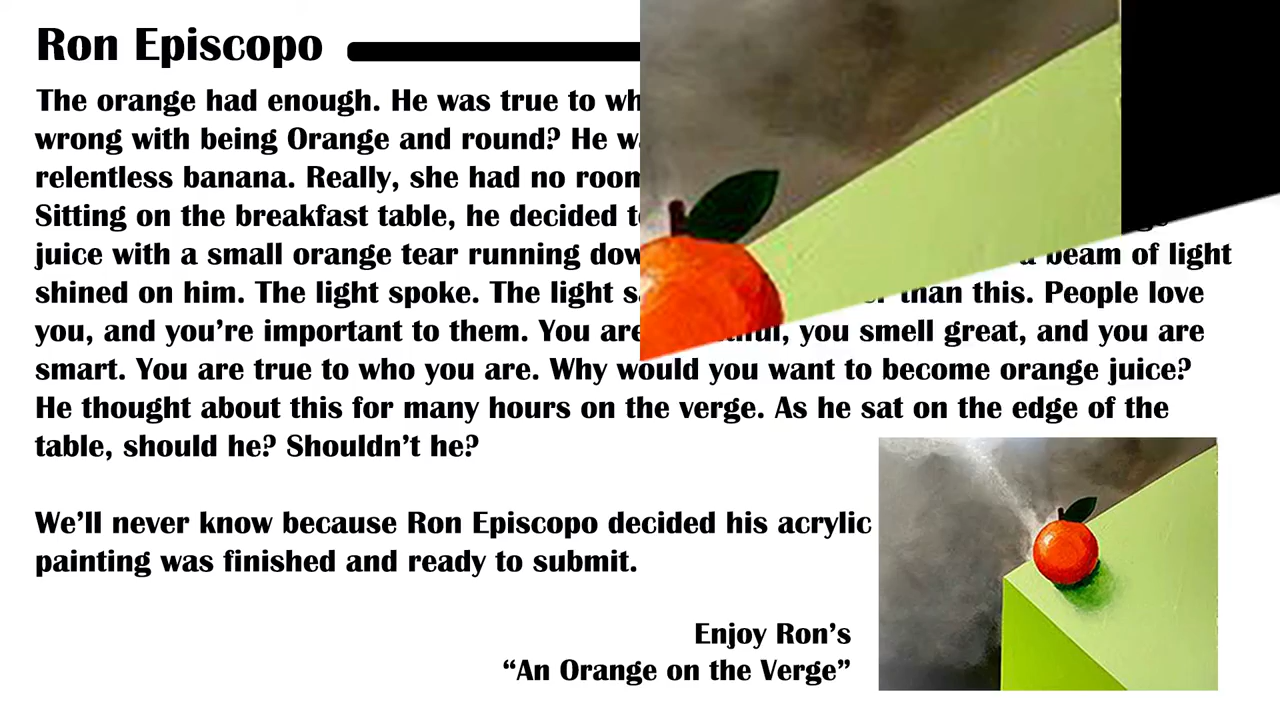 Ron Episcopo
The orange had enough. He was true to
wrong with being Orange and round? He
relentless banana. Really, she had no
Sitting on the breakfast table, he decided
juice with a small orange tear running beam of light
shined on him. The light spoke. The light than this. People love
you, and you’re important to them. You are you smell great, and you are
smart. You are true to who you are. Why would you want to become orange juice?
He thought about this for many hours on the verge. As he sat on the edge of the
table, should he? Shouldn’t he?
We’ll never know because Ron Episcopo decided his acrylic
painting was finished and ready to submit.
Enjoy Ron’s
“An Orange on the Verge”